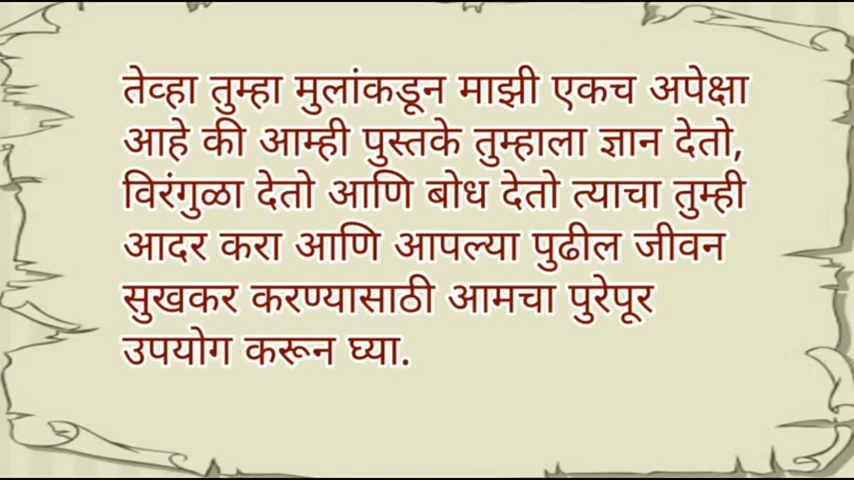 तेव्हा तुम्हा मुलांकडून माझी एकच अपेक्षा
आहे की आम्ही पुस्तके तुम्हाला ज्ञान देतो,
विरंगुळा देतो आणि बोध देतो त्याचा तुम्ही
आदर करा आणि आपल्या पुढील जीवन
सुखकर करण्यासाठी आमचा पुरेपूर
उपयोग करून घ्या.